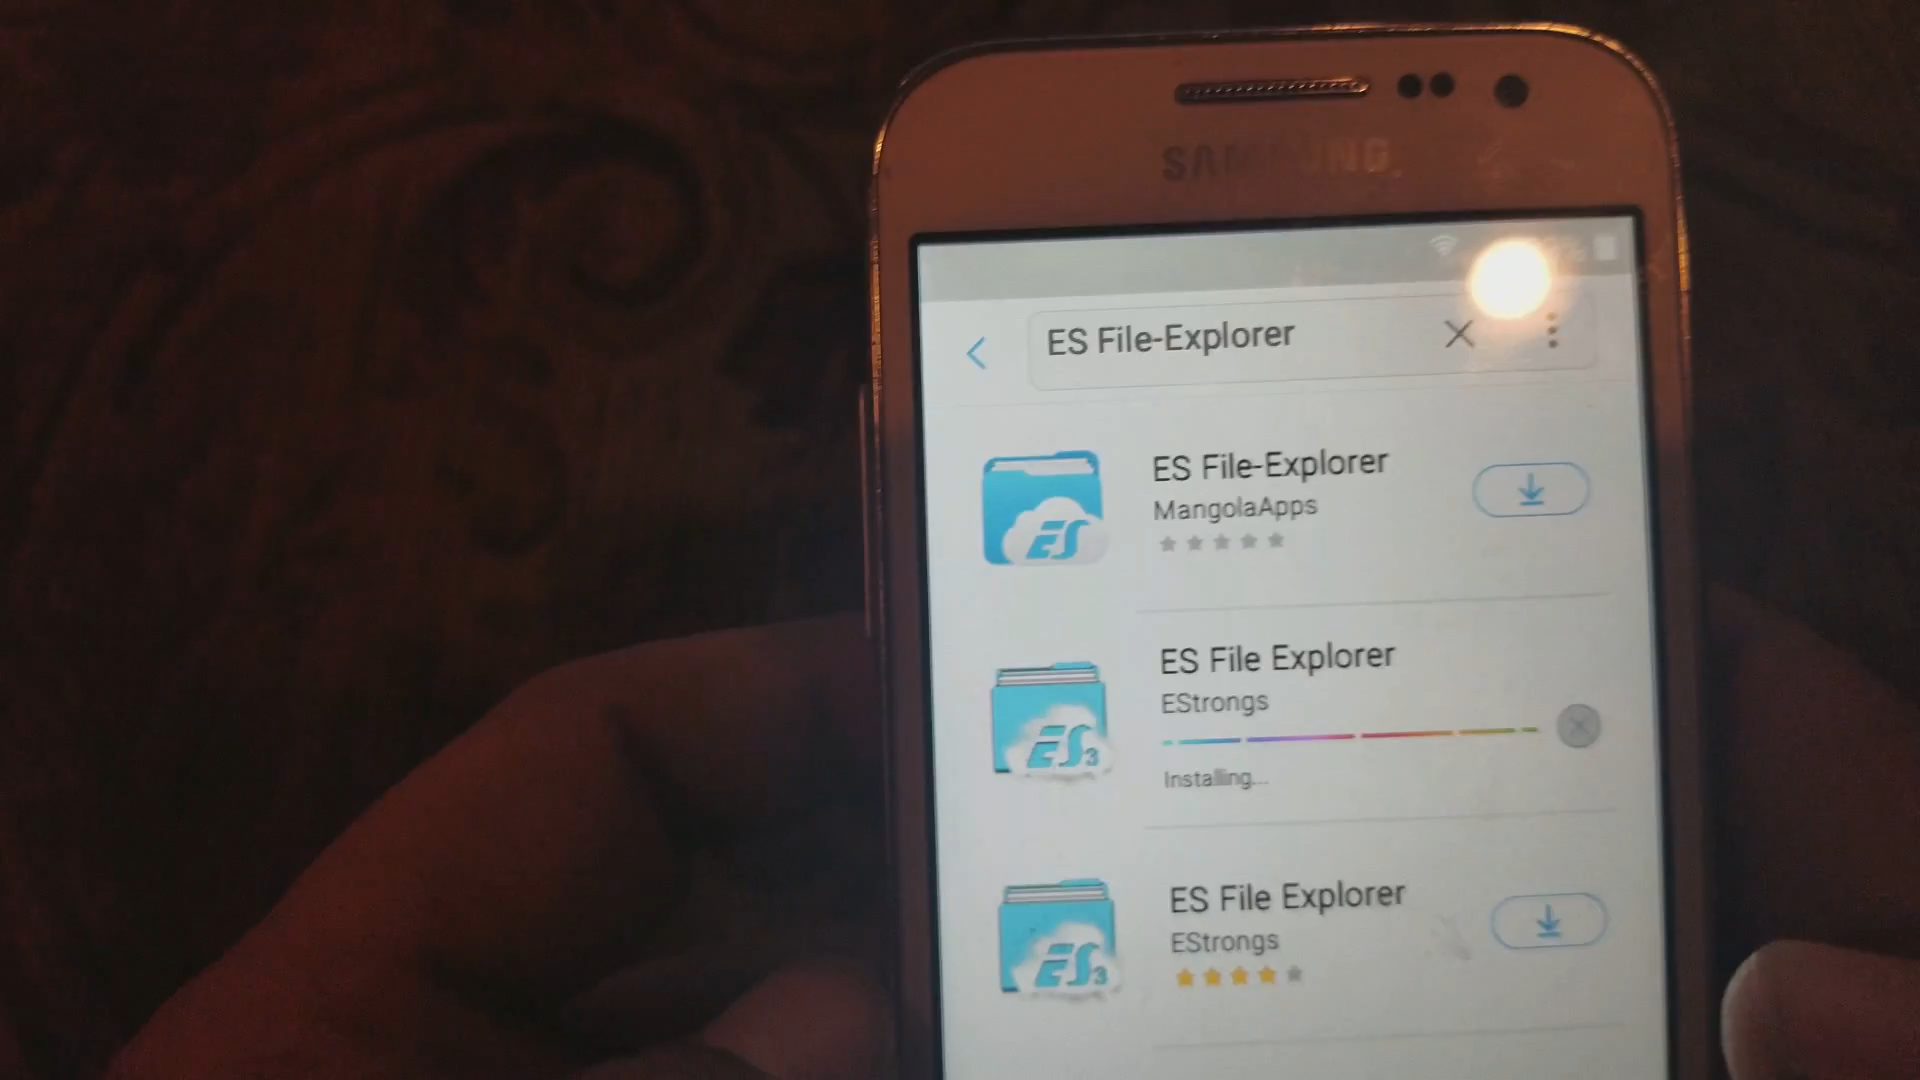 SAMSUNG
ES File-Explorer
ES File-Explorer
MangolaApps
ES
ES File Explorer
EStrongs
ES3
Installing...
ES File Explorer
EStrongs
ES3